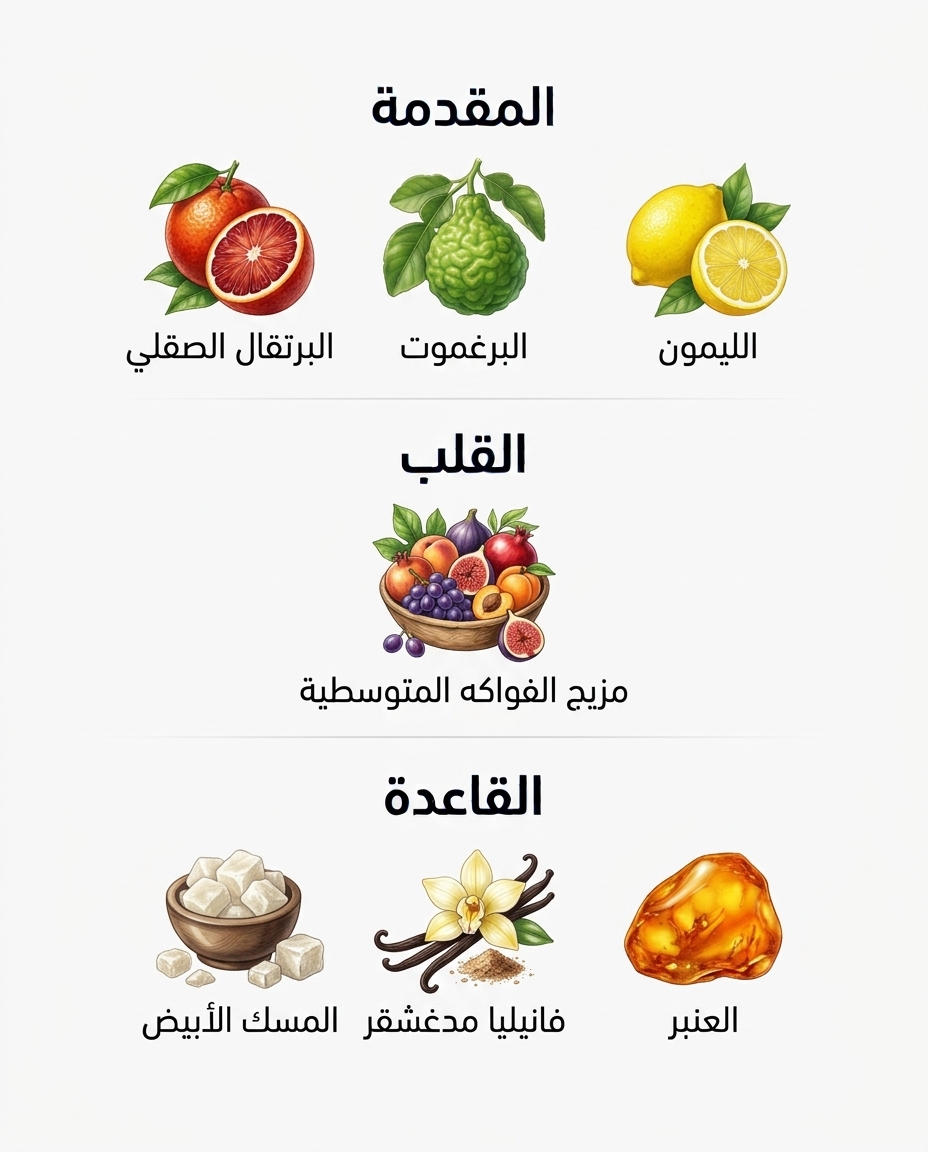 المقدمة
الليمون
البرغموت
البرتقال الصقلي
القلب
مزيج الفواكه المتوسطية
القاعدة
العنبر
فانيليا مدغشقر
المسك الأبيض